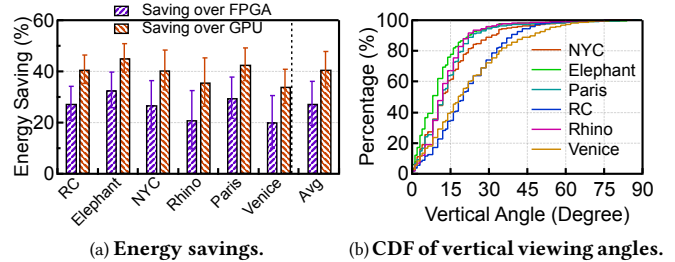 Energy Saving (%)
60
40
20
0
Saving over FPGA
Saving over GPU
RC
Elephant
NYC
Rhino
Paris
Venice
Avg
(a) Energy savings.
Percentage (%)
100
80
60
40
20
0
NYC
Elephant
Paris
RC
Rhino
Venice
0 15 30 45 60 75 90
Vertical Angle (Degree)
(b) CDF of vertical viewing angles.